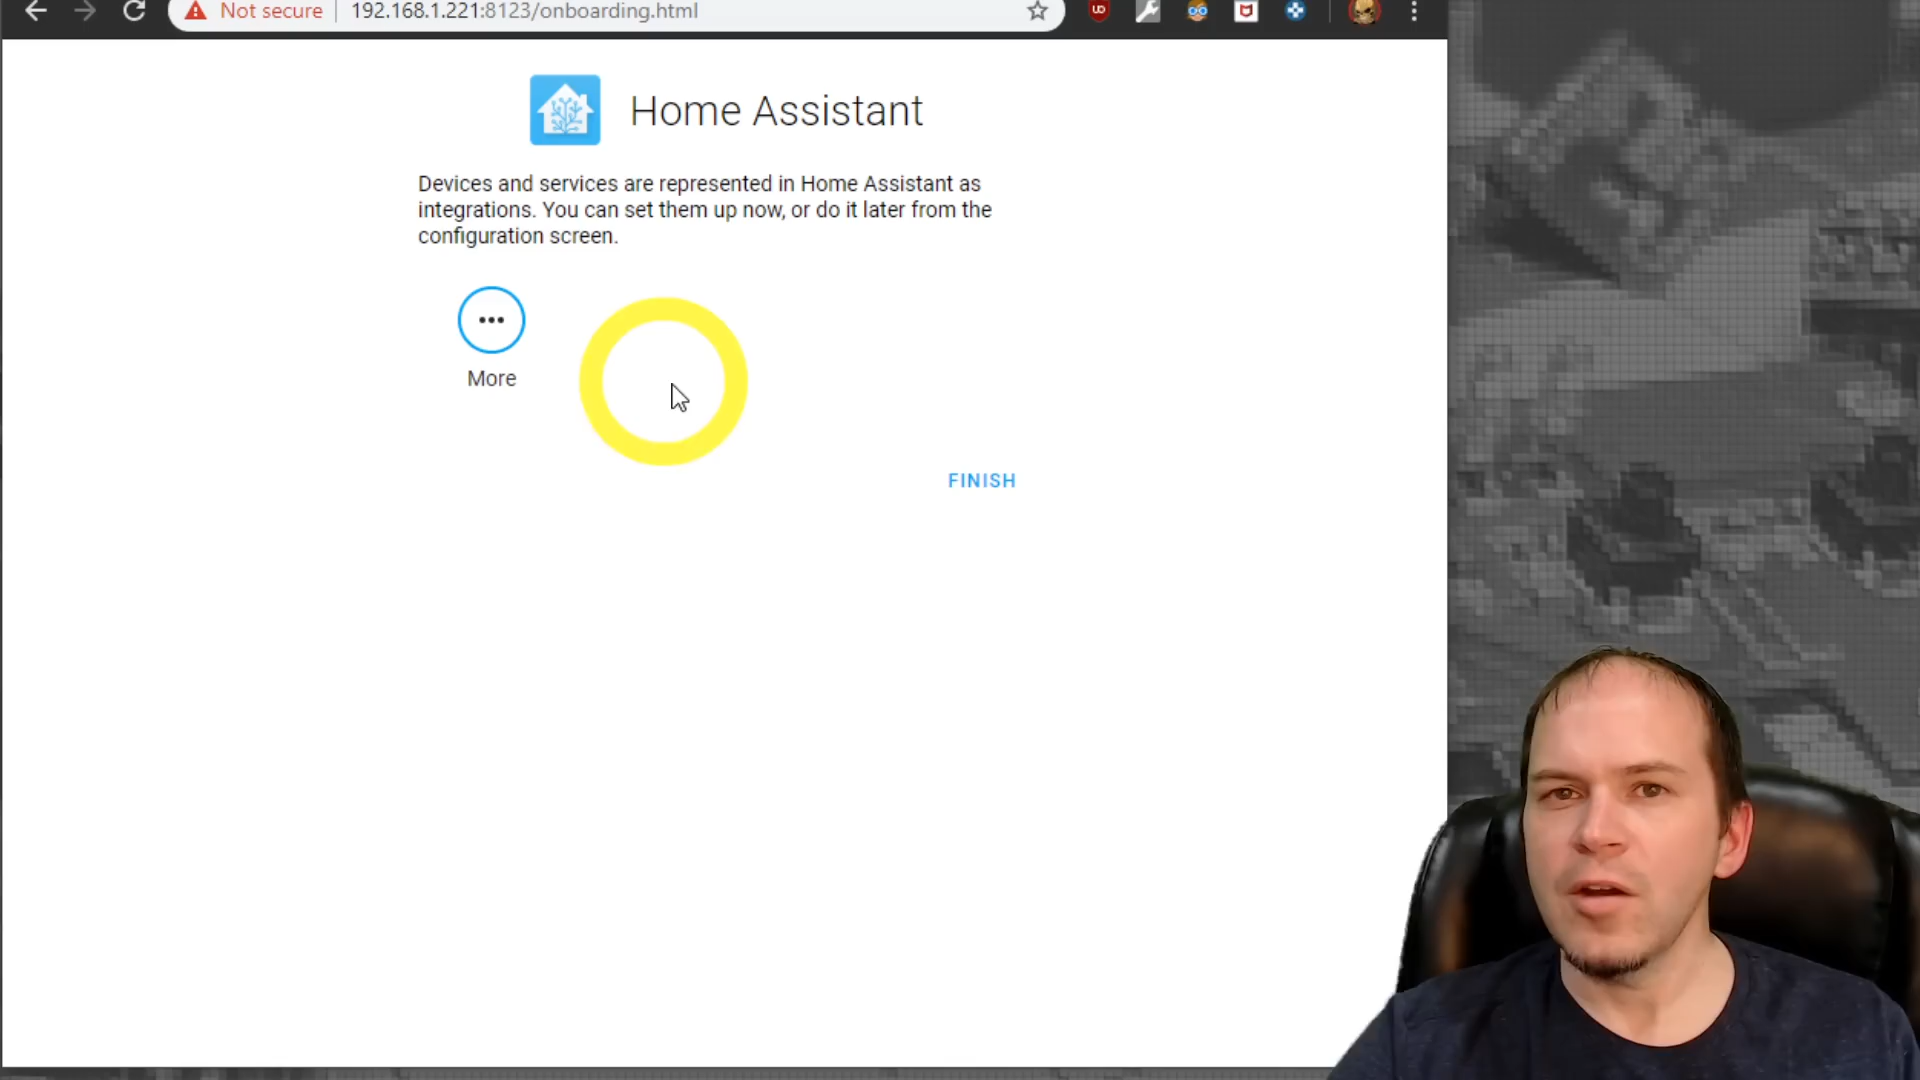 Not secure
192.168.1.221:8123/onboarding.html
UD
Home Assistant
Devices and services are represented in Home Assistant as
integrations. You can set them up now, or do it later from the
configuration screen.
More
FINISH